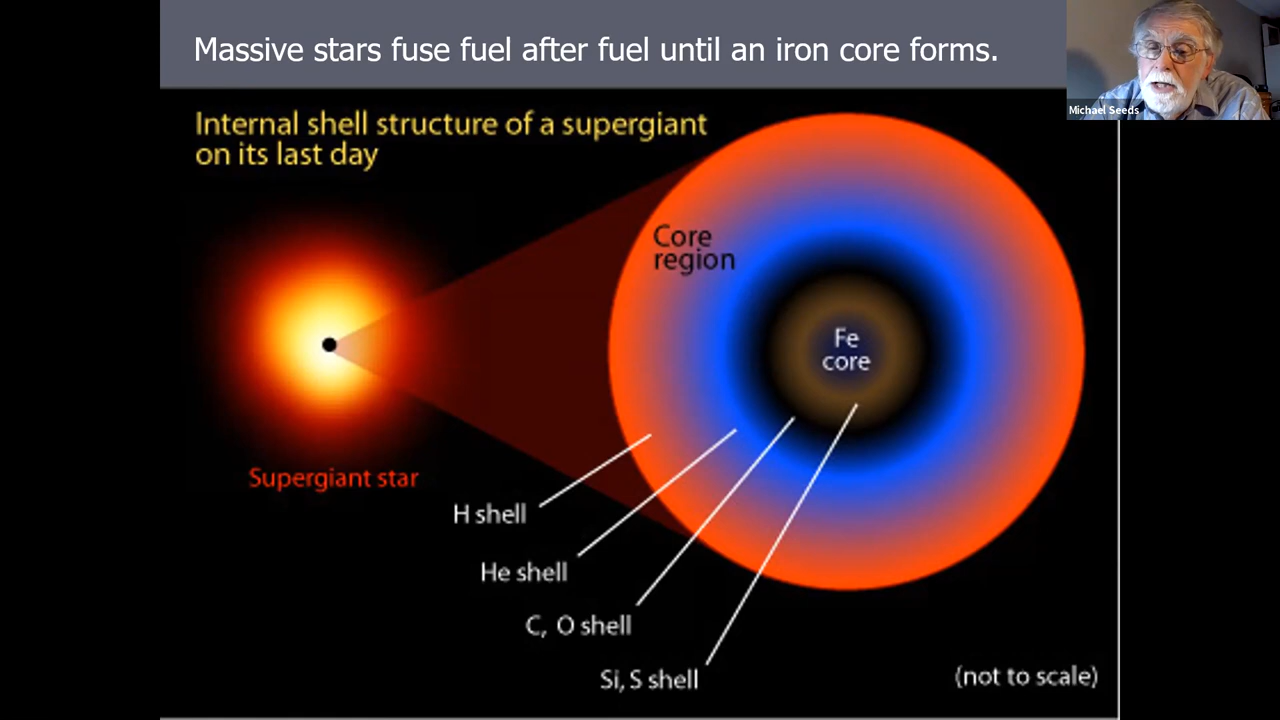 Massive stars fuse fuel after fuel until an iron core forms.
Michael Seeds
Internal shell structure of a supergiant
on its last day
Core
region
Fe
core
Supergiant star
H shell
He shell
C, O shell
Si, S shell
(not to scale)